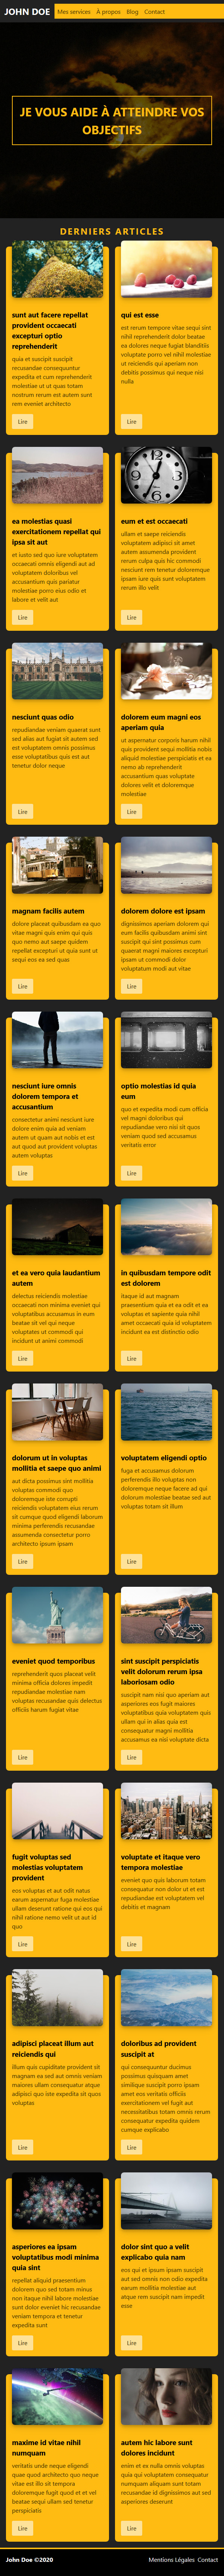 JOHN DOE
Mes services
À propos
Blog
Contact
JE VOUS AIDE À ATTEINDRE VOS
OBJECTIFS
DERNIERS ARTICLES
sunt aut facere repellat
provident occaecati
excepturi optio
reprehenderit
quia et suscipit suscipit
recusandae consequuntur
expedita et cum reprehenderit
molestiae ut ut quas totam
nostrum rerum est autem sunt
rem eveniet architecto
Lire
qui est esse
est rerum tempore vitae sequi sint
nihil reprehenderit dolor beatae
ea dolores neque fugiat blanditiis
voluptate porro vel nihil molestiae
ut reiciendis qui aperiam non
debitis possimus qui neque nisi
nulla
Lire
ea molestias quasi
exercitationem repellat qui
ipsa sit aut
et iusto sed quo iure voluptatem
occaecati omnis eligendi aut ad
voluptatem doloribus vel
accusantium quis pariatur
molestiae porro eius odio et
labore et velit aut
Lire
eum et est occaecati
ullam et saepe reiciendis
voluptatem adipisci sit amet
autem assumenda provident
rerum culpa quis hic commodi
nesciunt rem tenetur doloremque
ipsam iure quis sunt voluptatem
rerum illo velit
Lire
nesciunt quas odio
repudiandae veniam quaerat sunt
sed alias aut fugiat sit autem sed
est voluptatem omnis possimus
esse voluptatibus quis est aut
tenetur dolor neque
Lire
dolorem eum magni eos
aperiam quia
ut aspernatur corporis harum nihil
quis provident sequi mollitia nobis
aliquid molestiae perspiciatis et ea
nemo ab reprehenderit
accusantium quas voluptate
dolores velit et doloremque
molestiae
Lire
magnam facilis autem
dolore placeat quibusdam ea quo
vitae magni quis enim qui quis
quo nemo aut saepe quidem
repellat excepturi ut quia sunt ut
sequi eos ea sed quas
Lire
dolorem dolore est ipsam
dignissimos aperiam dolorem qui
eum facilis quibusdam animi sint
suscipit qui sint possimus cum
quaerat magni maiores excepturi
ipsam ut commodi dolor
voluptatum modi aut vitae
Lire
nesciunt iure omnis
dolorem tempora et
accusantium
consectetur animi nesciunt iure
dolore enim quia ad veniam
autem ut quam aut nobis et est
aut quod aut provident voluptas
autem voluptas
Lire
optio molestias id quia
eum
quo et expedita modi cum officia
vel magni doloribus qui
repudiandae vero nisi sit quos
veniam quod sed accusamus
veritatis error
Lire
et ea vero quia laudantium
autem
delectus reiciendis molestiae
occaecati non minima eveniet qui
voluptatibus accusamus in eum
beatae sit vel qui neque
voluptates ut commodi qui
incidunt ut animi commodi
Lire
in quibusdam tempore odit
est dolorem
itaque id aut magnam
praesentium quia et ea odit et ea
voluptas et sapiente quia nihil
amet occaecati quia id voluptatem
incidunt ea est distinctio odio
Lire
dolorum ut in voluptas
mollitia et saepe quo animi
aut dicta possimus sint mollitia
voluptas commodi quo
doloremque iste corrupti
reiciendis voluptatem eius rerum
sit cumque quod eligendi laborum
minima perferendis recusandae
assumenda consectetur porro
architecto ipsum ipsam
Lire
voluptatem eligendi optio
fuga et accusamus dolorum
perferendis illo voluptas non
doloremque neque facere ad qui
dolorum molestiae beatae sed aut
voluptas totam sit illum
Lire
eveniet quod temporibus
reprehenderit quos placeat velit
minima officia dolores impedit
repudiandae molestiae nam
voluptas recusandae quis delectus
officiis harum fugiat vitae
Lire
sint suscipit perspiciatis
velit dolorum rerum ipsa
laboriosam odio
suscipit nam nisi quo aperiam aut
asperiores eos fugit maiores
voluptatibus quia voluptatem quis
ullam qui in alias quia est
consequatur magni mollitia
accusamus ea nisi voluptate dicta
Lire
fugit voluptas sed
molestias voluptatem
provident
eos voluptas et aut odit natus
earum aspernatur fuga molestiae
ullam deserunt ratione qui eos qui
nihil ratione nemo velit ut aut id
quo
Lire
voluptate et itaque vero
tempora molestiae
eveniet quo quis laborum totam
consequatur non dolor ut et est
repudiandae est voluptatem vel
debitis et magnam
Lire
adipisci placeat illum aut
reiciendis qui
illum quis cupiditate provident sit
magnam ea sed aut omnis veniam
maiores ullam consequatur atque
adipisci quo iste expedita sit quos
voluptas
Lire
doloribus ad provident
suscipit at
qui consequuntur ducimus
possimus quisquam amet
similique suscipit porro ipsam
amet eos veritatis officiis
exercitationem vel fugit aut
necessitatibus totam omnis rerum
consequatur expedita quidem
cumque explicabo
Lire
asperiores ea ipsam
voluptatibus modi minima
quia sint
repellat aliquid praesentium
dolorem quo sed totam minus
non itaque nihil labore molestiae
sunt dolor eveniet hic recusandae
veniam tempora et tenetur
expedita sunt
Lire
dolor sint quo a velit
explicabo quia nam
eos qui et ipsum ipsam suscipit
aut sed omnis non odio expedita
earum mollitia molestiae aut
atque rem suscipit nam impedit
esse
Lire
maxime id vitae nihil
numquam
veritatis unde neque eligendi
quae quod architecto quo neque
vitae est illo sit tempora
doloremque fugit quod et et vel
beatae sequi ullam sed tenetur
perspiciatis
Lire
autem hic labore sunt
dolores incidunt
enim et ex nulla omnis voluptas
quia qui voluptatem consequatur
numquam aliquam sunt totam
recusandae id dignissimos aut sed
asperiores deserunt
Lire
John Doe ©2020
Mentions Légales
Contact